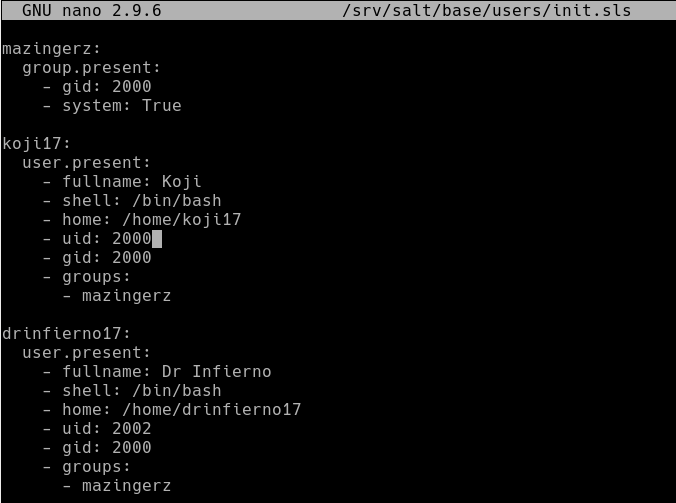 GNU nano 2.9.6 /srv/salt/base/users/init.sls
mazingerz:
  group.present:
    - gid: 2000
    - system: True
koji17:
  user.present:
    - fullname: Koji
    - shell: /bin/bash
    - home: /home/koji17
    - uid: 2000
    - gid: 2000
    - groups:
      - mazingerz
drinfierno17:
  user.present:
    - fullname: Dr Infierno
    - shell: /bin/bash
    - home: /home/drinfierno17
    - uid: 2002
    - gid: 2000
    - groups:
      - mazingerz